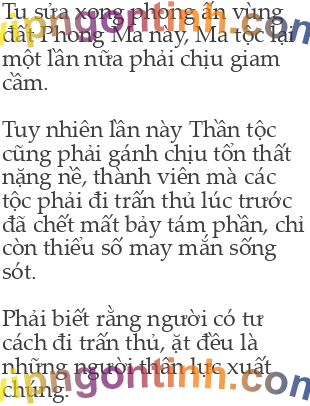 Tu sửa xong phong ấn vùng
đất Phong Ma này, Ma tộc lại
một lần nữa phải chịu giam
cầm.
Tuy nhiên lần này Thần tộc
cũng phải gánh chịu tổn thất
nặng nề, thành viên mà các
tộc phải đi trấn thủ lúc trước
đã chết mất bảy tám phần, chỉ
còn thiểu số may mắn sống
sót.
Phải biết rằng người có tư
cách đi trấn thủ, ặt đều là
những người thần lực xuất
chúng.
vipngontinh.com
vipngontinh.com